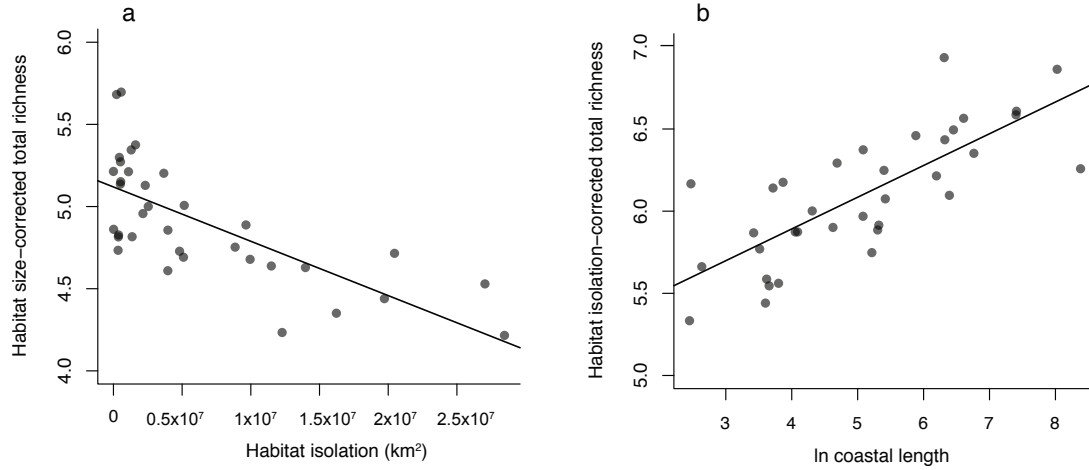 a
Habitat size−corrected total richness
6.0
5.5
5.0
4.5
4.0
0 0.5x10⁷ 1x10⁷ 1.5x10⁷ 2x10⁷ 2.5x10⁷
Habitat isolation (km²)
b
Habitat isolation−corrected total richness
7.0
6.5
6.0
5.5
5.0
3 4 5 6 7 8
ln coastal length